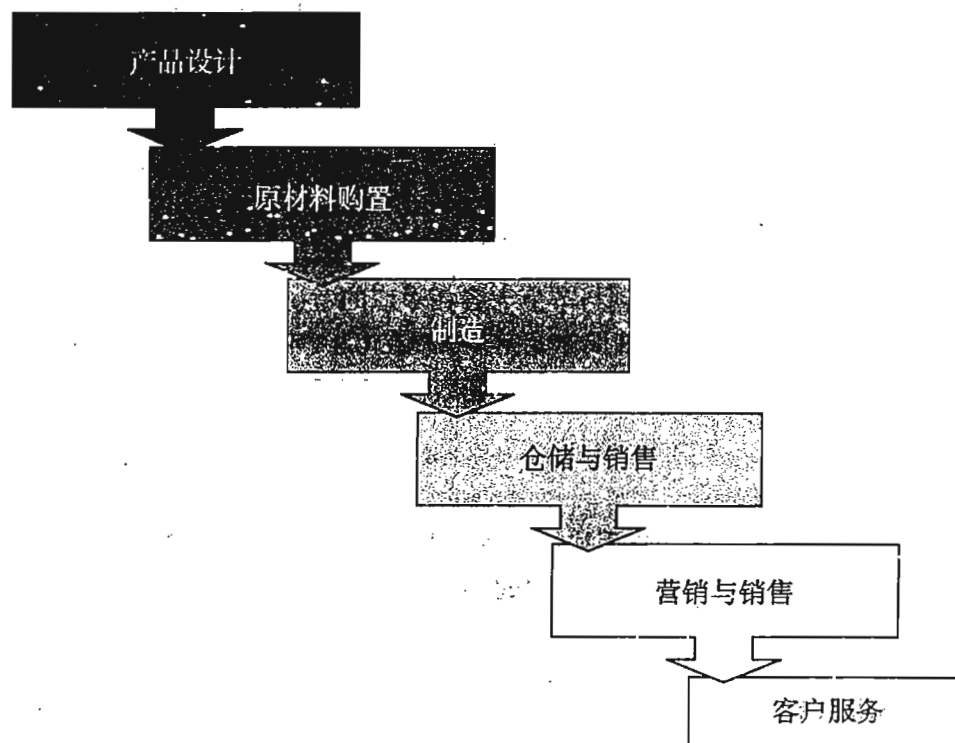 产品设计
原材料购置
制造
仓储与销售
营销与销售
客户服务